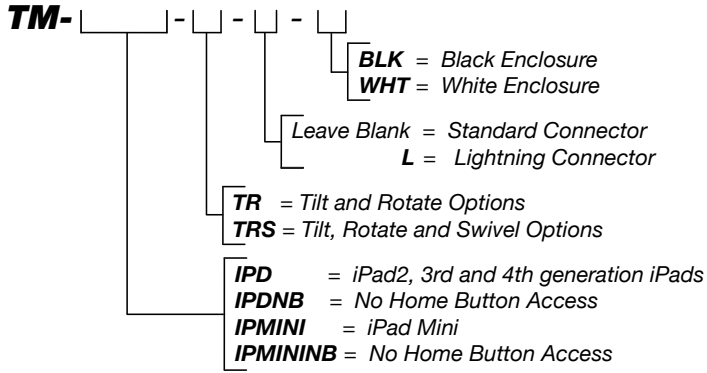 TM- - - -
BLK = Black Enclosure
WHT = White Enclosure
Leave Blank = Standard Connector
L = Lightning Connector
TR = Tilt and Rotate Options
TRS = Tilt, Rotate and Swivel Options
IPD = iPad2, 3rd and 4th generation iPads
IPDNB = No Home Button Access
IPMINI = iPad Mini
IPMININB = No Home Button Access